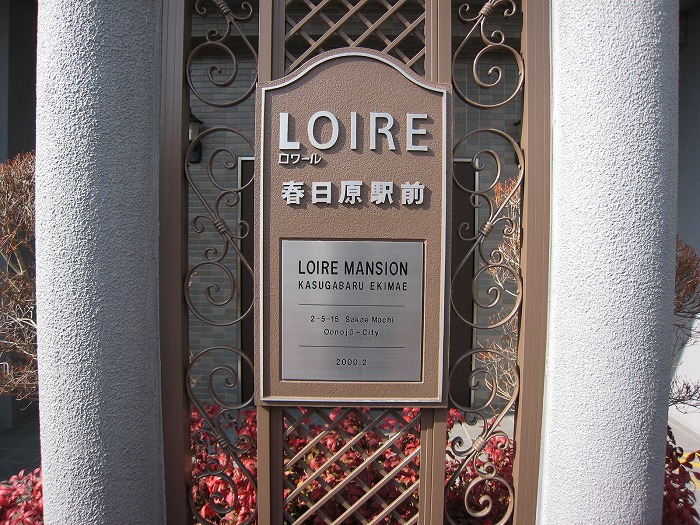 LOIRE
ロワール
春日原駅前
LOIRE MANSION
KASUGABARU EKIMAE
2-5-15 Sakae Machi
Oonojō-City
2000.2